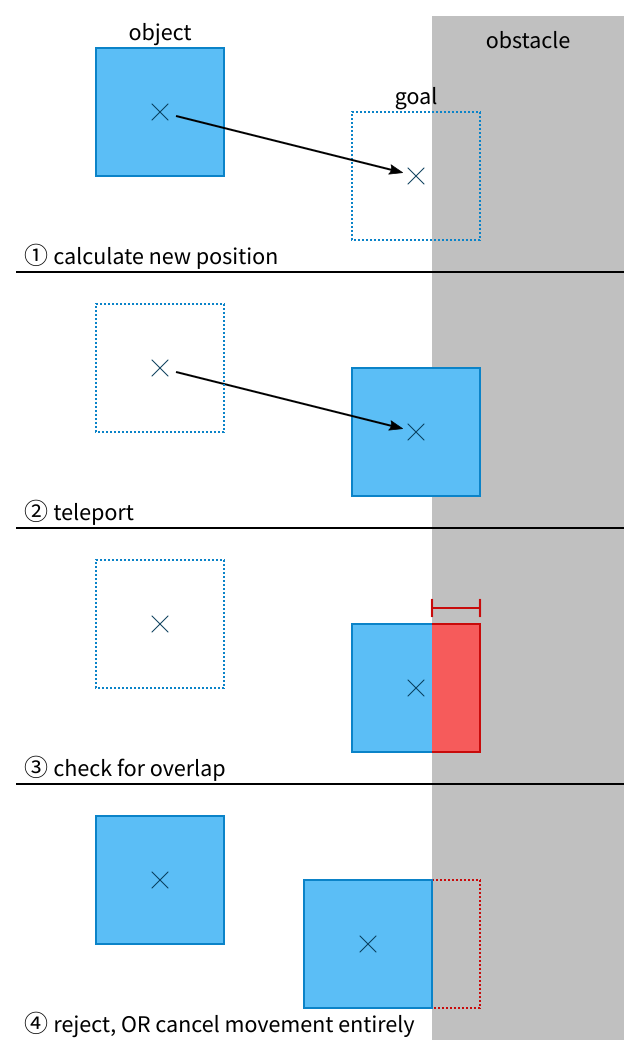 object
obstacle
goal
① calculate new position
② teleport
③ check for overlap
④ reject, OR cancel movement entirely